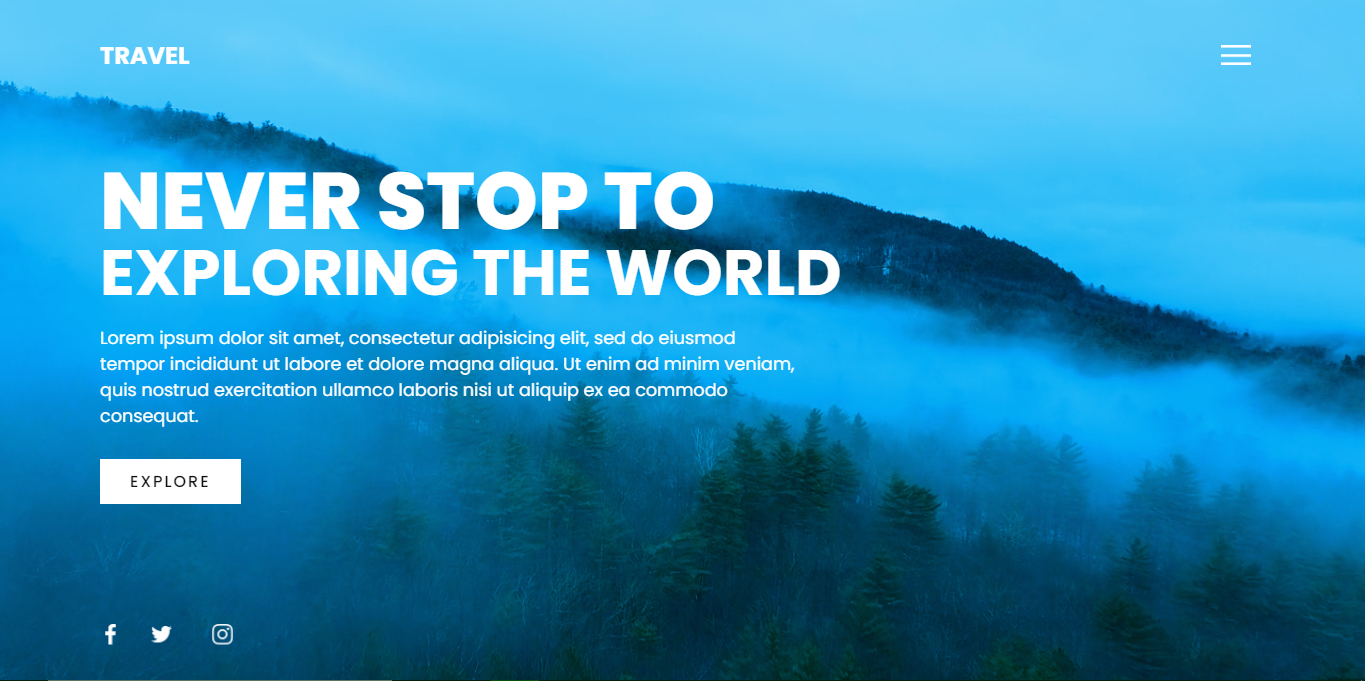 TRAVEL
NEVER STOP TO
EXPLORING THE WORLD
Lorem ipsum dolor sit amet, consectetur adipisicing elit, sed do eiusmod
tempor incididunt ut labore et dolore magna aliqua. Ut enim ad minim veniam,
quis nostrud exercitation ullamco laboris nisi ut aliquip ex ea commodo
consequat.
EXPLORE